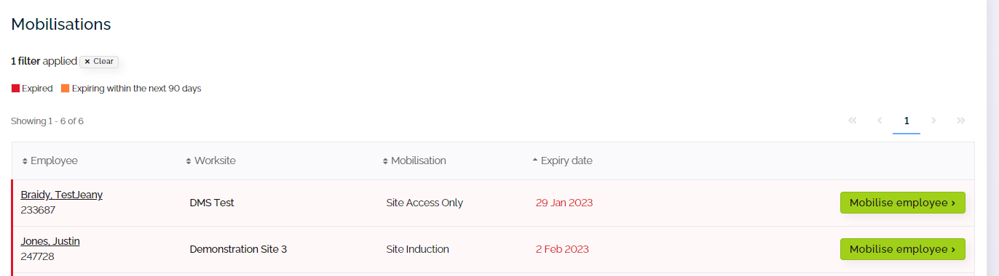 Mobilisations
1 filter applied × Clear
Expired Expiring within the next 90 days
Showing 1 - 6 of 6
« ‹ 1 › »
Employee Worksite Mobilisation Expiry date
Braidy, TestJeany
233687
DMS Test Site Access Only 29 Jan 2023 Mobilise employee ›
Jones, Justin
247728
Demonstration Site 3 Site Induction 2 Feb 2023 Mobilise employee ›